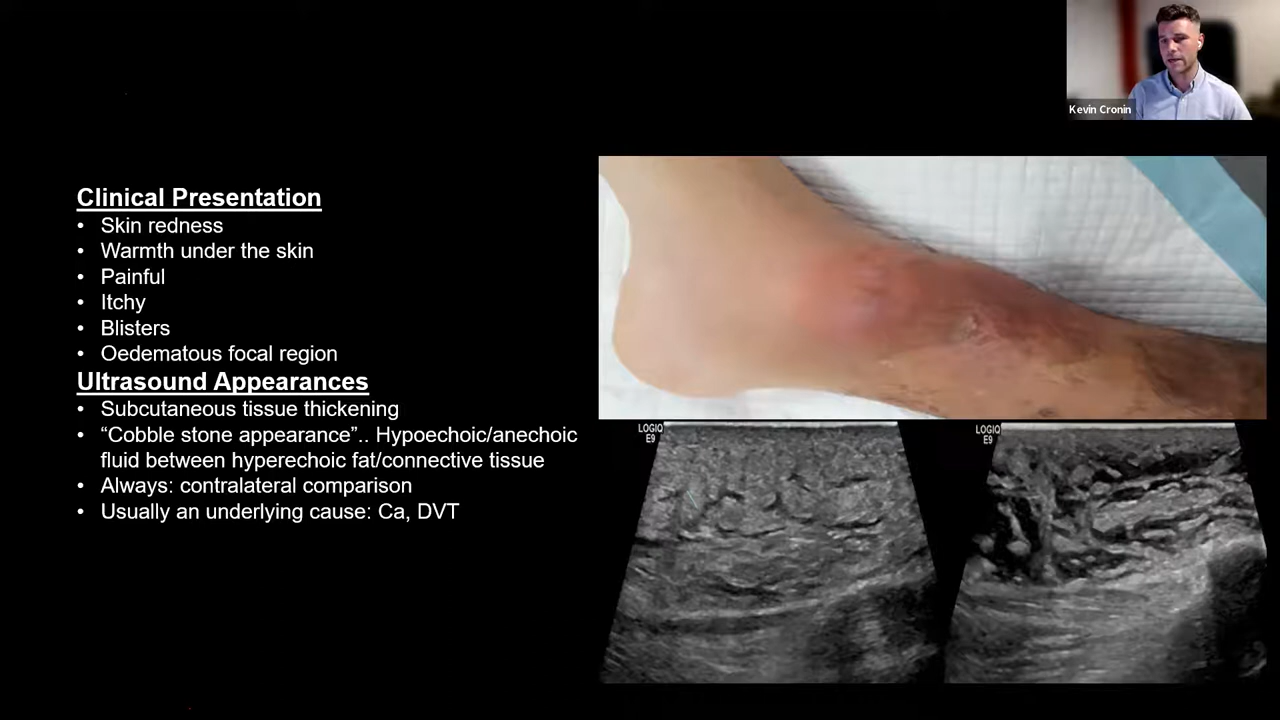 Kevin Cronin
Clinical Presentation
• Skin redness
• Warmth under the skin
• Painful
• Itchy
• Blisters
• Oedematous focal region
Ultrasound Appearances
• Subcutaneous tissue thickening
• “Cobble stone appearance”.. Hypoechoic/anechoic
fluid between hyperechoic fat/connective tissue
• Always: contralateral comparison
• Usually an underlying cause: Ca, DVT
LOGIQ
E9
LOGIQ
E9